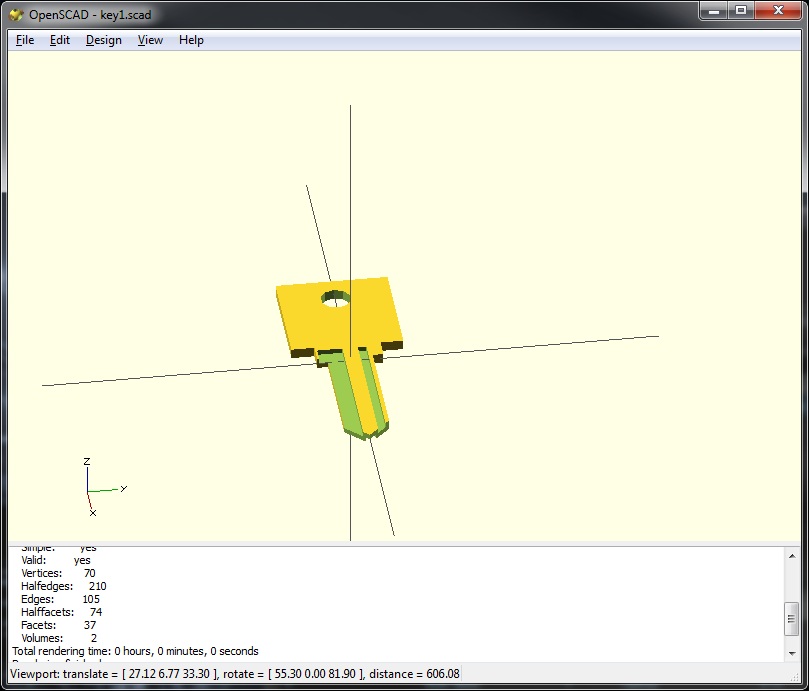 OpenSCAD - key1.scad
File Edit Design View Help
Z
Y
X
Simple: yes
Valid: yes
Vertices: 70
Halfedges: 210
Edges: 105
Halffacets: 74
Facets: 37
Volumes: 2
Total rendering time: 0 hours, 0 minutes, 0 seconds
Viewport: translate = [ 27.12 6.77 33.30 ], rotate = [ 55.30 0.00 81.90 ], distance = 606.08